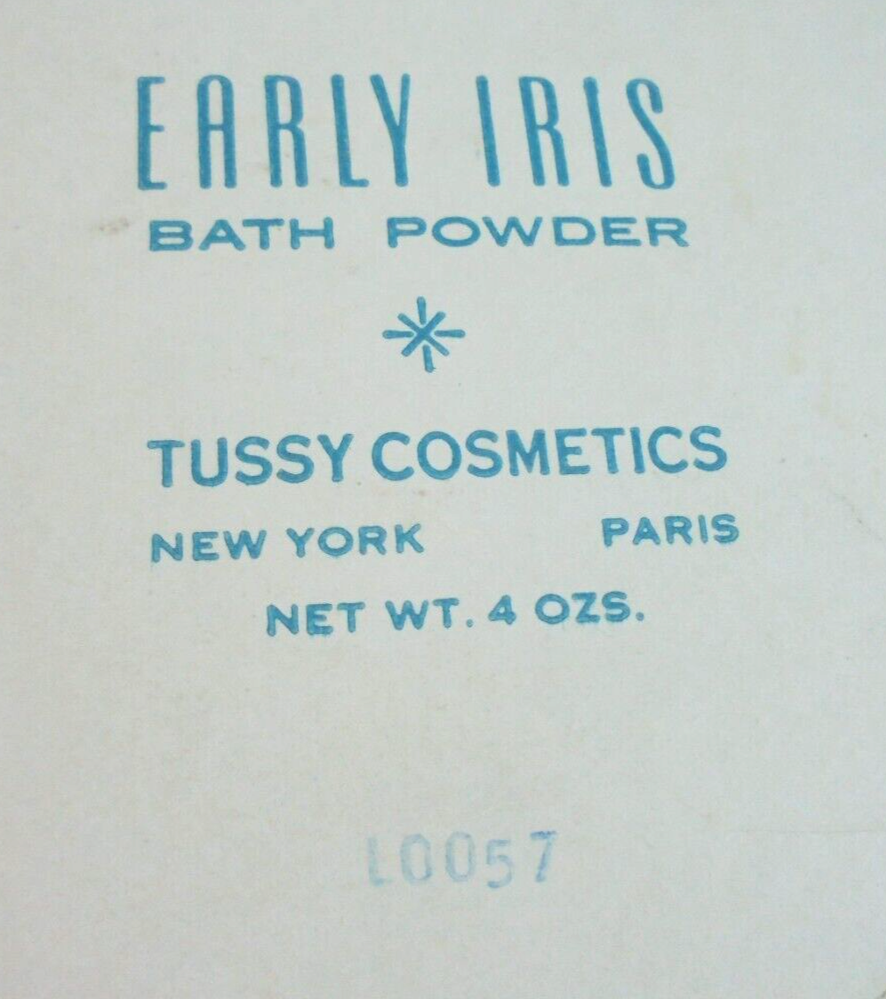 EARLY IRIS
BATH POWDER
TUSSY COSMETICS
NEW YORK PARIS
NET WT. 4 OZS.
L0057